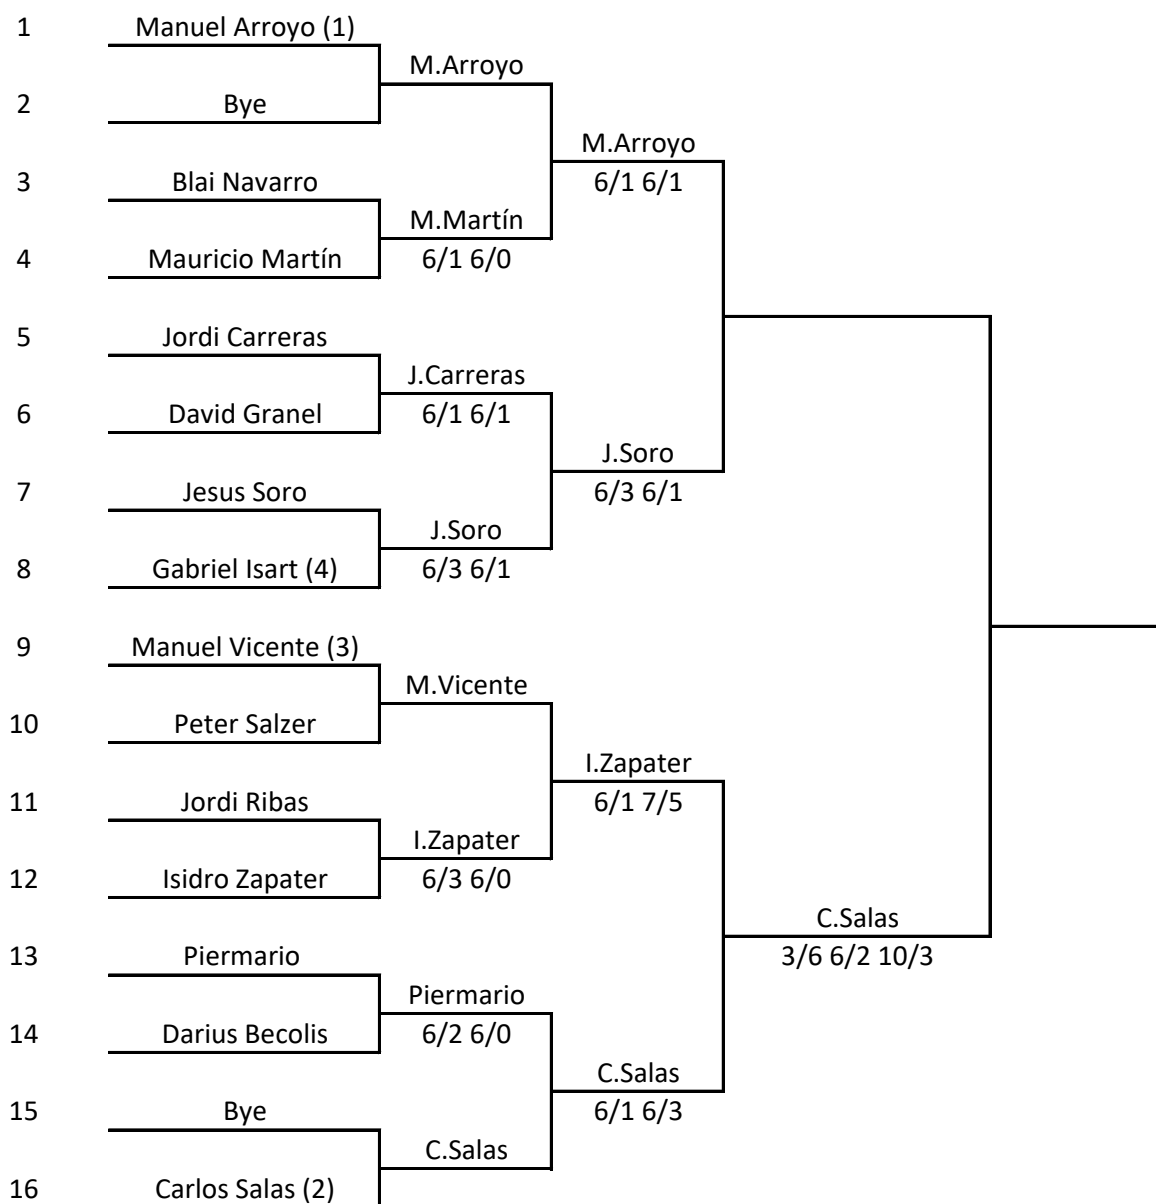 1 Manuel Arroyo (1)
M.Arroyo
2 Bye
M.Arroyo
3 Blai Navarro 6/1 6/1
M.Martín
4 Mauricio Martín 6/1 6/0
5 Jordi Carreras
J.Carreras
6 David Granel 6/1 6/1
J.Soro
7 Jesus Soro 6/3 6/1
J.Soro
8 Gabriel Isart (4) 6/3 6/1
9 Manuel Vicente (3)
M.Vicente
10 Peter Salzer
I.Zapater
11 Jordi Ribas 6/1 7/5
I.Zapater
12 Isidro Zapater 6/3 6/0
C.Salas
13 Piermario 3/6 6/2 10/3
Piermario
14 Darius Becolis 6/2 6/0
C.Salas
15 Bye 6/1 6/3
C.Salas
16 Carlos Salas (2)